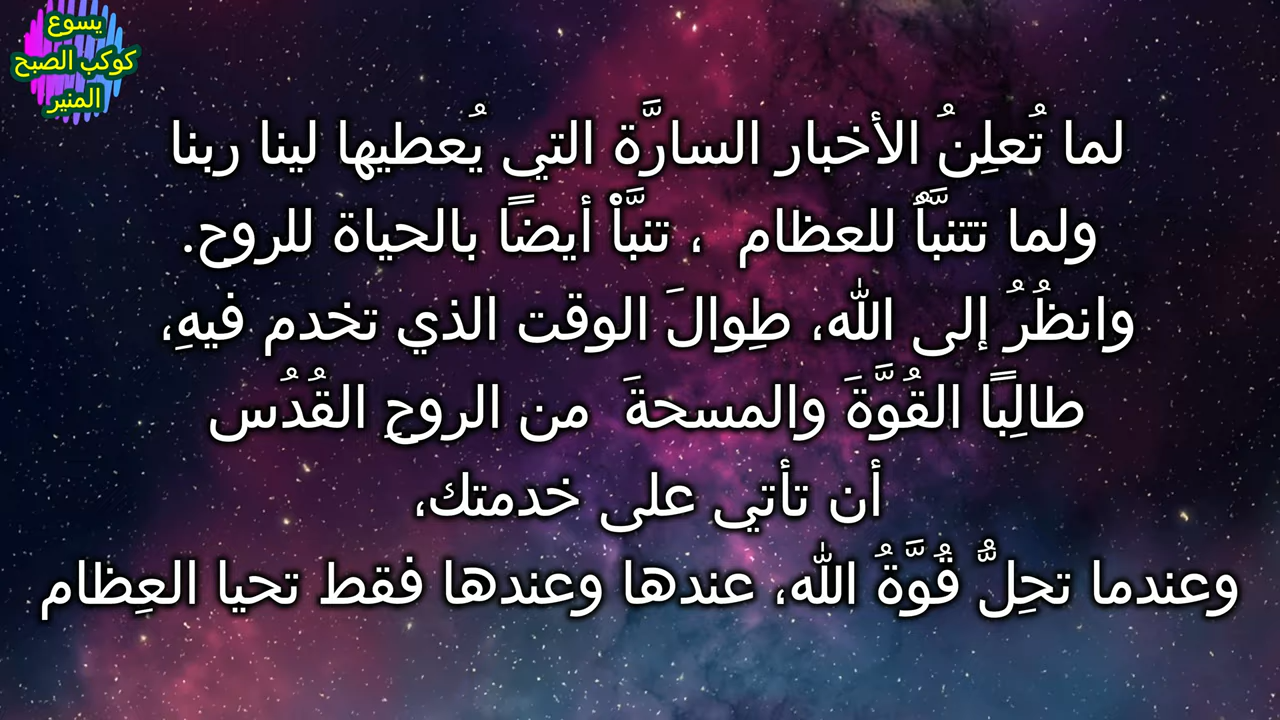 يسوع
كوكب الصبح
المنير
لما تُعلِنُ الأخبار السارَّة التي يُعطيها لينا ربنا
ولما تتنبَّأٌ للعظام ، تتنبَّأْ أيضًا بالحياة للروح.
وانظُرُ إلى الله، طِوالَ الوقت الذي تخدم فيهِ،
طالِبًا القُوَّةَ والمسحةَ من الروحِ القُدُس
أن تأتي على خدمتك،
وعندما تحِلُّ قُوَّةُ الله، عندها وعندها فقط تحيا العِظام